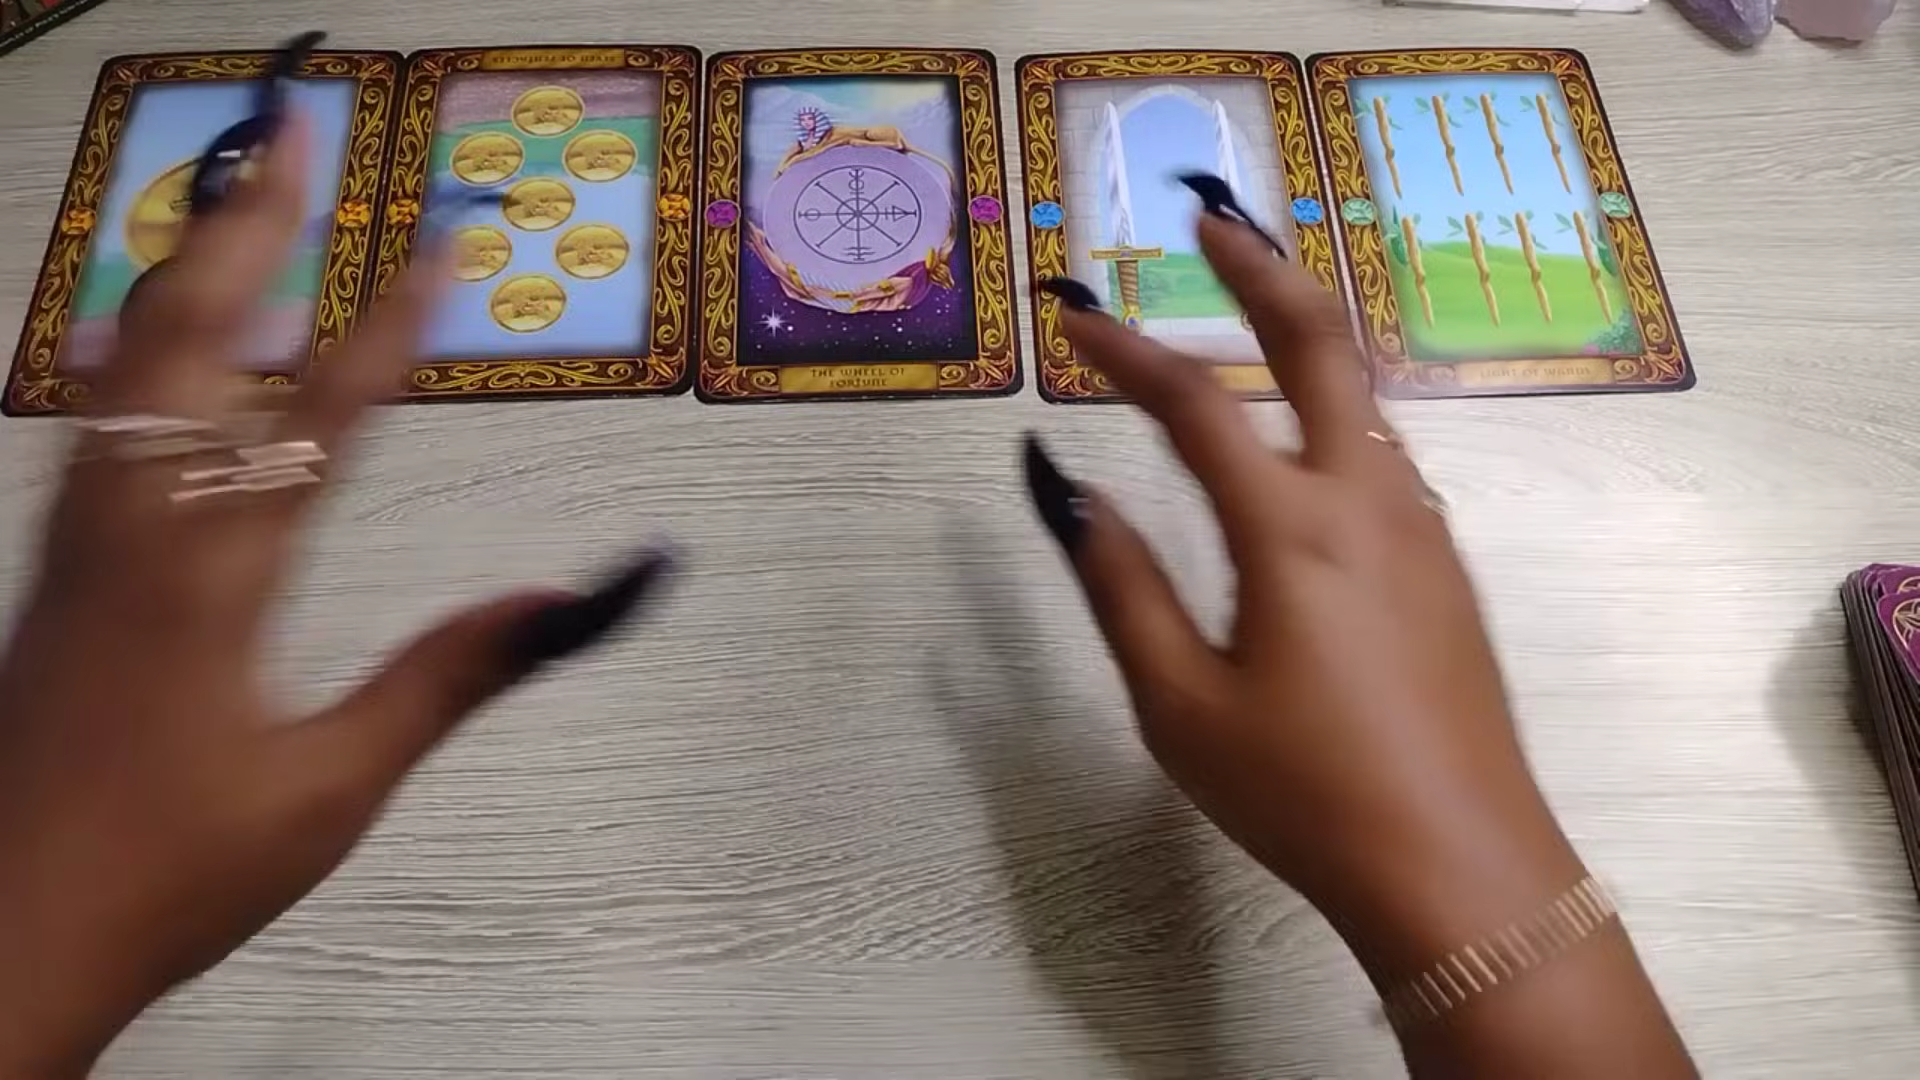 SEVEN OF PENTACLES
THE WHEEL OF
FORTUNE
EIGHT OF WANDS